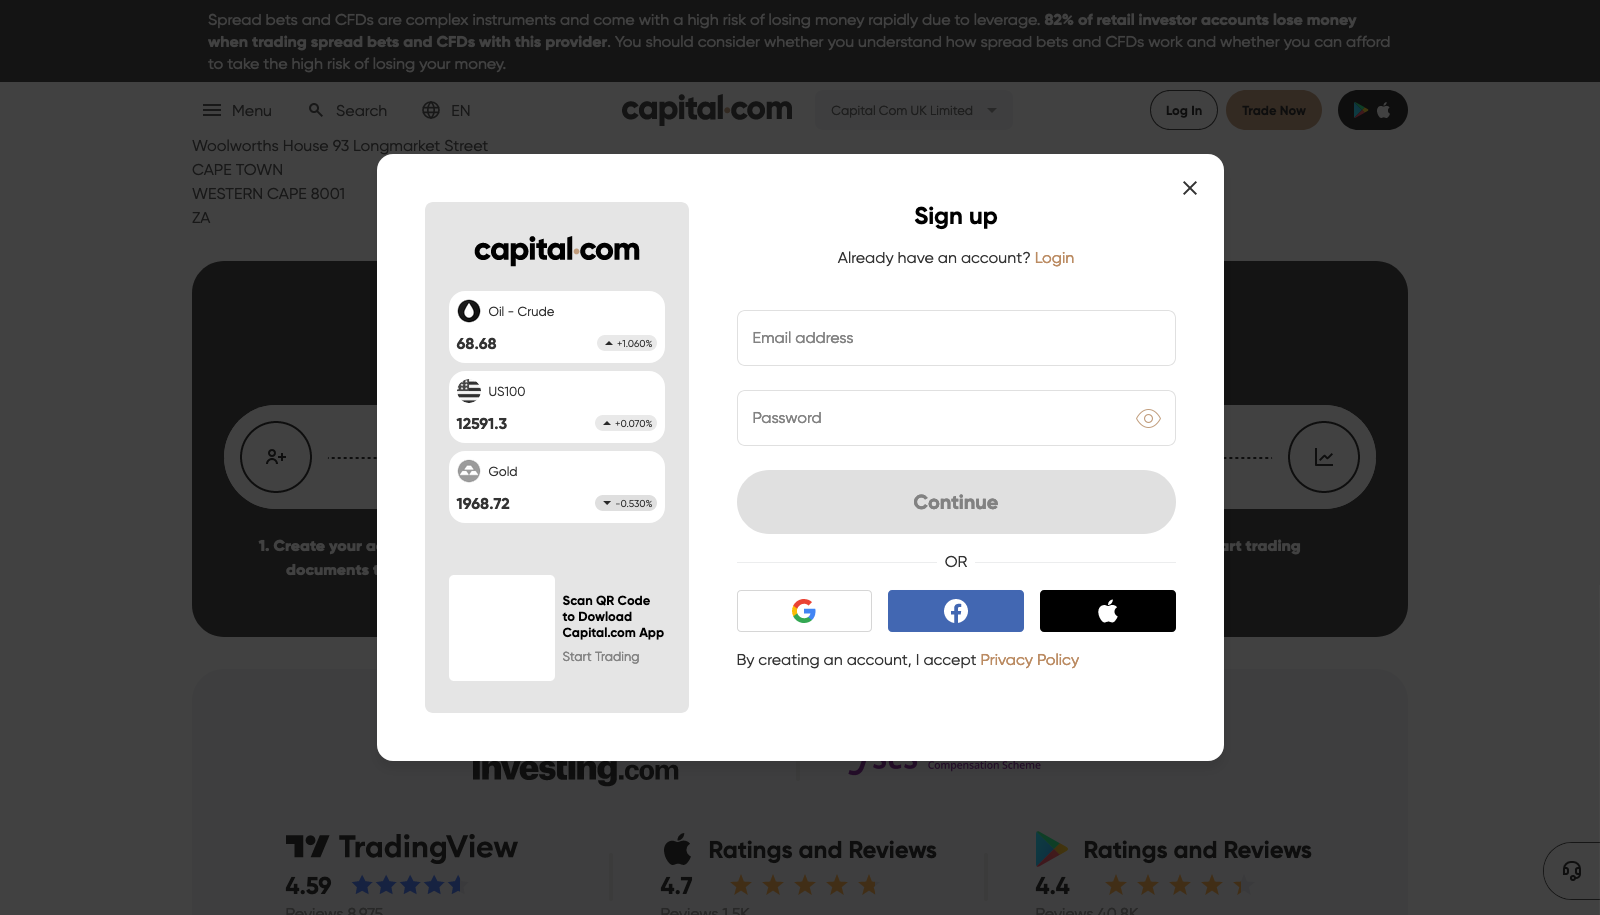 Spread bets and CFDs are complex instruments and come with a high risk of losing money rapidly due to leverage. 82% of retail investor accounts lose money
when trading spread bets and CFDs with this provider. You should consider whether you understand how spread bets and CFDs work and whether you can afford
to take the high risk of losing your money.
Menu
Search
EN
capital.com
Capital Com UK Limited
Log In
Trade Now
Woolworths House 93 Longmarket Street
CAPE TOWN
WESTERN CAPE 8001
ZA
capital.com
Oil - Crude
68.68
+1.060%
US100
12591.3
+0.070%
Gold
1968.72
-0.530%
Scan QR Code
to Dowload
Capital.com App
Start Trading
Sign up
Already have an account? Login
Email address
Password
Continue
OR
By creating an account, I accept Privacy Policy
1. Create your
documents
art trading
Investing.com
Compensation Scheme
TradingView
4.59
Reviews 8,975
Ratings and Reviews
4.7
Reviews 1.5K
Ratings and Reviews
4.4
Reviews 40.8K